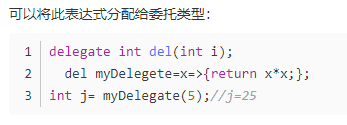 可以将此表达式分配给委托类型：
1 delegate int del(int i);
2 del myDelegete=x=>{return x*x;};
3 int j= myDelegate(5);//j=25